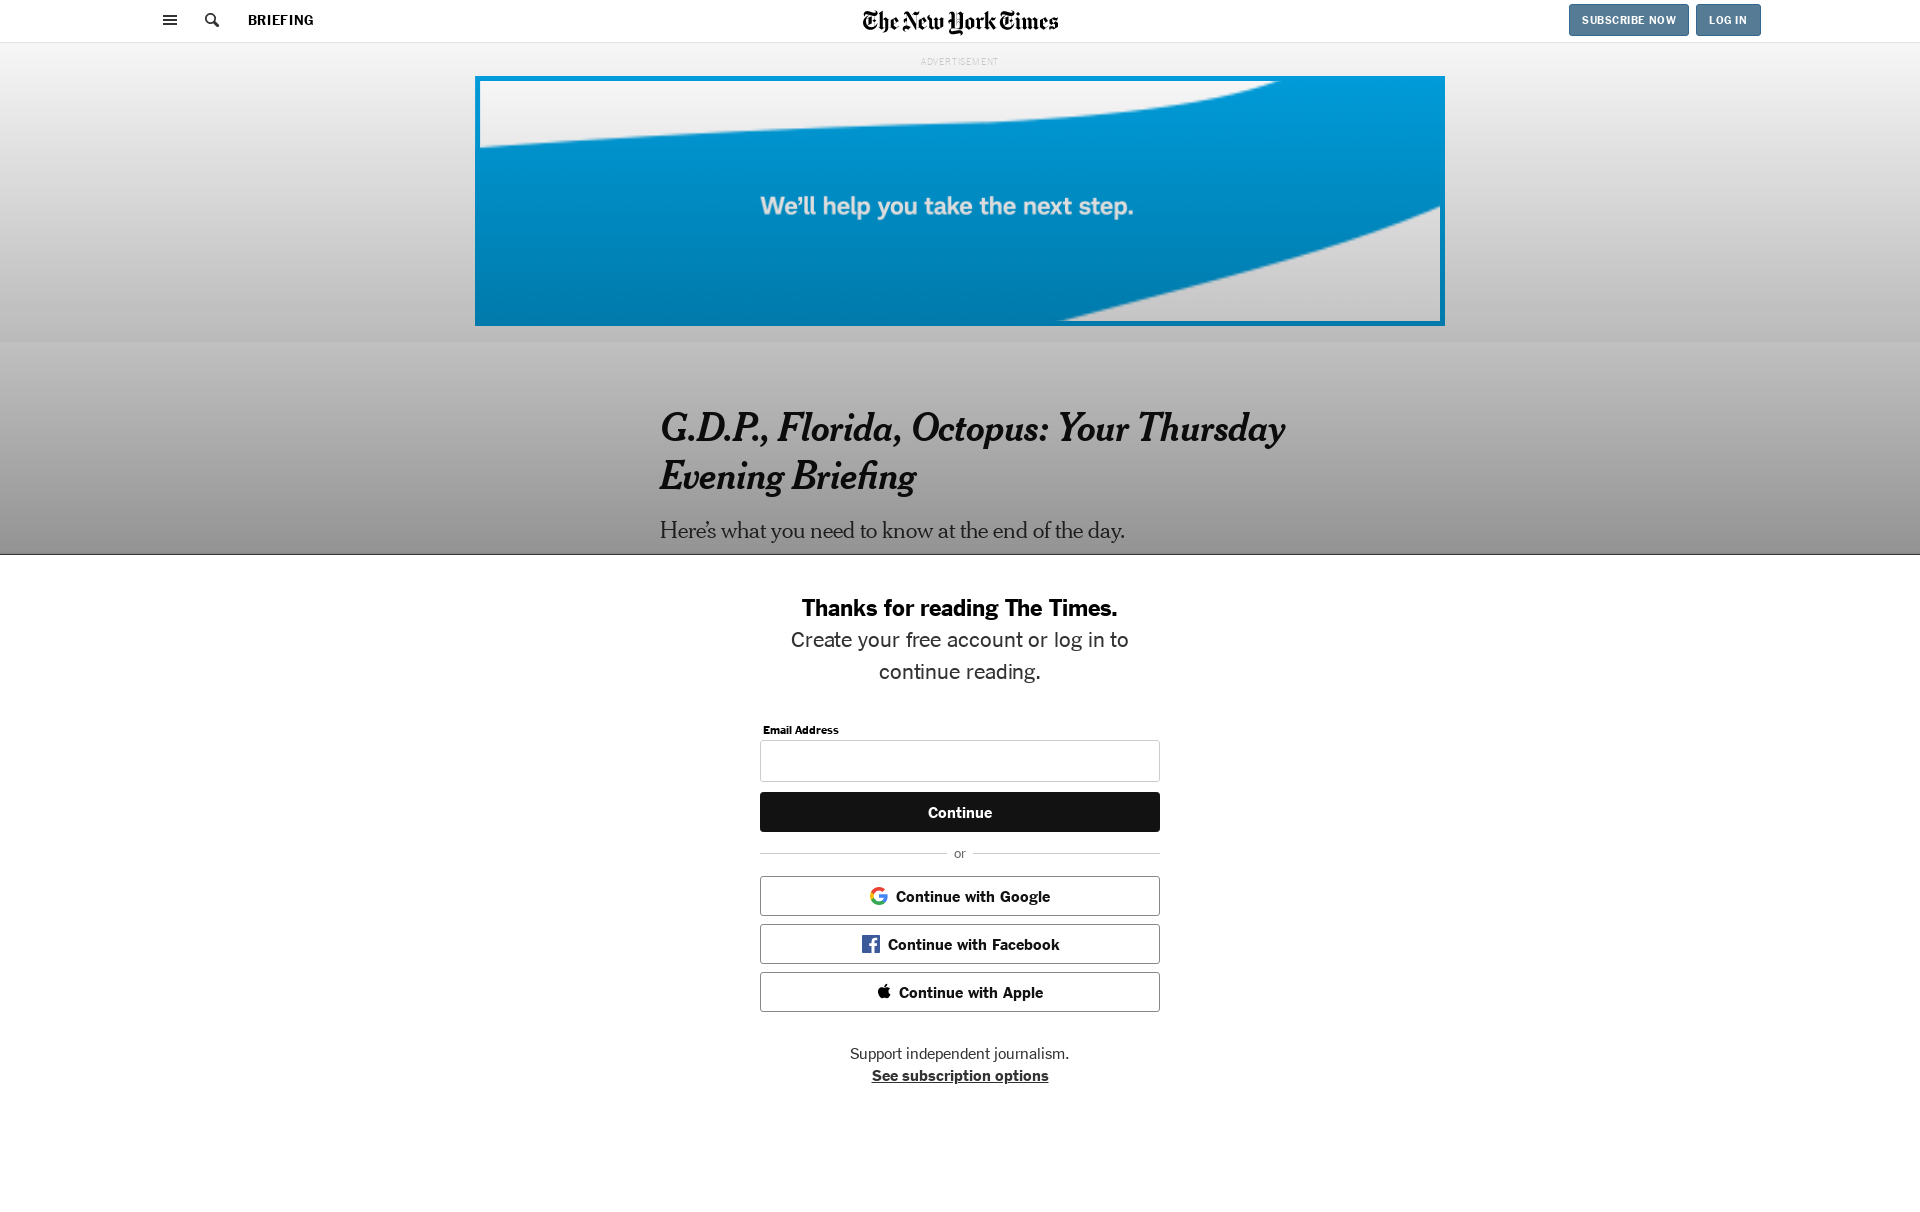 BRIEFING
The New York Times
SUBSCRIBE NOW
LOG IN
ADVERTISEMENT
We’ll help you take the next step.
G.D.P., Florida, Octopus: Your Thursday
Evening Briefing
Here’s what you need to know at the end of the day.
Thanks for reading The Times.
Create your free account or log in to
continue reading.
Email Address
Continue
or
Continue with Google
Continue with Facebook
Continue with Apple
Support independent journalism.
See subscription options